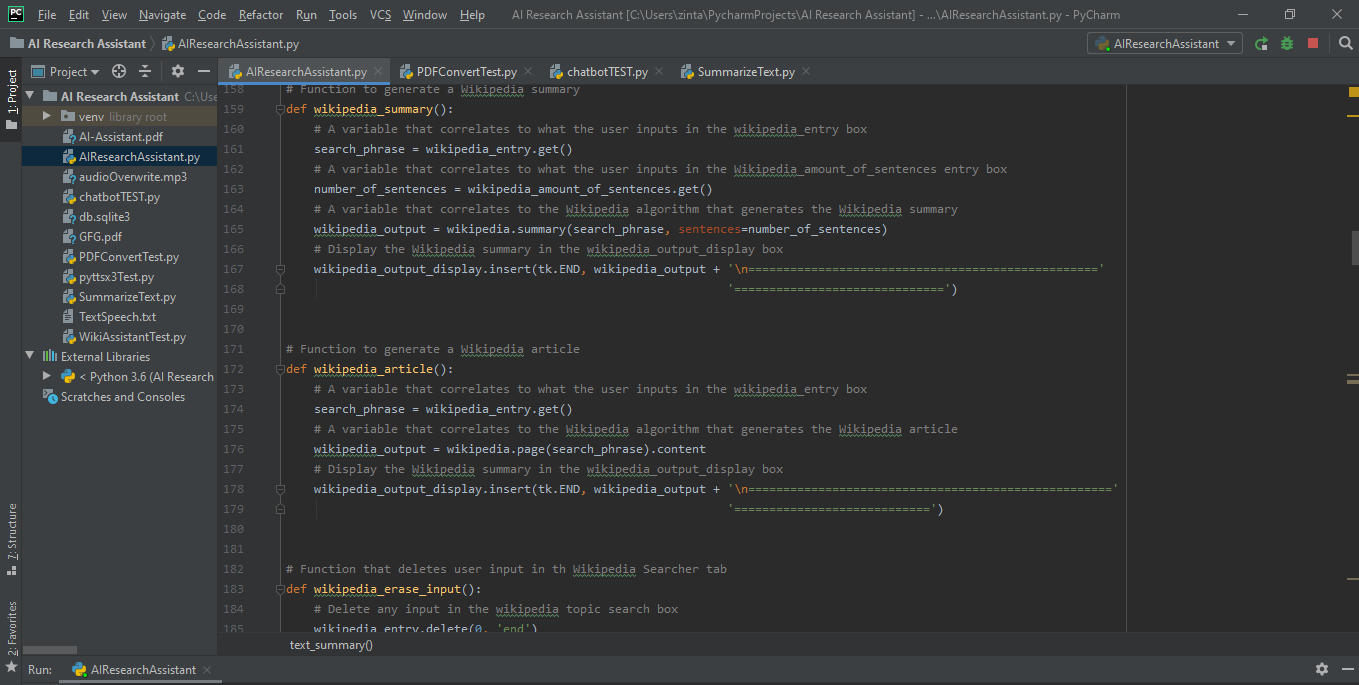 PC File Edit View Navigate Code Refactor Run Tools VCS Window Help AI Research Assistant [C:\Users\zinta\PycharmProjects\AI Research Assistant] - ...\AIResearchAssistant.py - PyCharm
AI Research Assistant AIResearchAssistant.py AIResearchAssistant
Project AIResearchAssistant.py PDFConvertTest.py chatbotTEST.py SummarizeText.py
1: Project
AI Research Assistant C:\Use
venv library root
AI-Assistant.pdf
AIResearchAssistant.py
audioOverwrite.mp3
chatbotTEST.py
db.sqlite3
GFG.pdf
PDFConvertTest.py
pyttsx3Test.py
SummarizeText.py
TextSpeech.txt
WikiAssistantTest.py
External Libraries
< Python 3.6 (AI Research
Scratches and Consoles
7: Structure
2: Favorites
158 # Function to generate a Wikipedia summary
159 def wikipedia_summary():
160 # A variable that correlates to what the user inputs in the wikipedia_entry box
161 search_phrase = wikipedia_entry.get()
162 # A variable that correlates to what the user inputs in the Wikipedia_amount_of_sentences entry box
163 number_of_sentences = wikipedia_amount_of_sentences.get()
164 # A variable that correlates to the Wikipedia algorithm that generates the Wikipedia summary
165 wikipedia_output = wikipedia.summary(search_phrase, sentences=number_of_sentences)
166 # Display the Wikipedia summary in the wikipedia_output_display box
167 wikipedia_output_display.insert(tk.END, wikipedia_output + '\n=================================================='
168 '==============================')
169
170
171 # Function to generate a Wikipedia article
172 def wikipedia_article():
173 # A variable that correlates to what the user inputs in the wikipedia_entry box
174 search_phrase = wikipedia_entry.get()
175 # A variable that correlates to the Wikipedia algorithm that generates the Wikipedia article
176 wikipedia_output = wikipedia.page(search_phrase).content
177 # Display the Wikipedia summary in the wikipedia_output_display box
178 wikipedia_output_display.insert(tk.END, wikipedia_output + '\n===================================================='
179 '============================')
180
181
182 # Function that deletes user input in th Wikipedia Searcher tab
183 def wikipedia_erase_input():
184 # Delete any input in the wikipedia topic search box
185 wikipedia_entry.delete(0, 'end')
text_summary()
Run: AIResearchAssistant